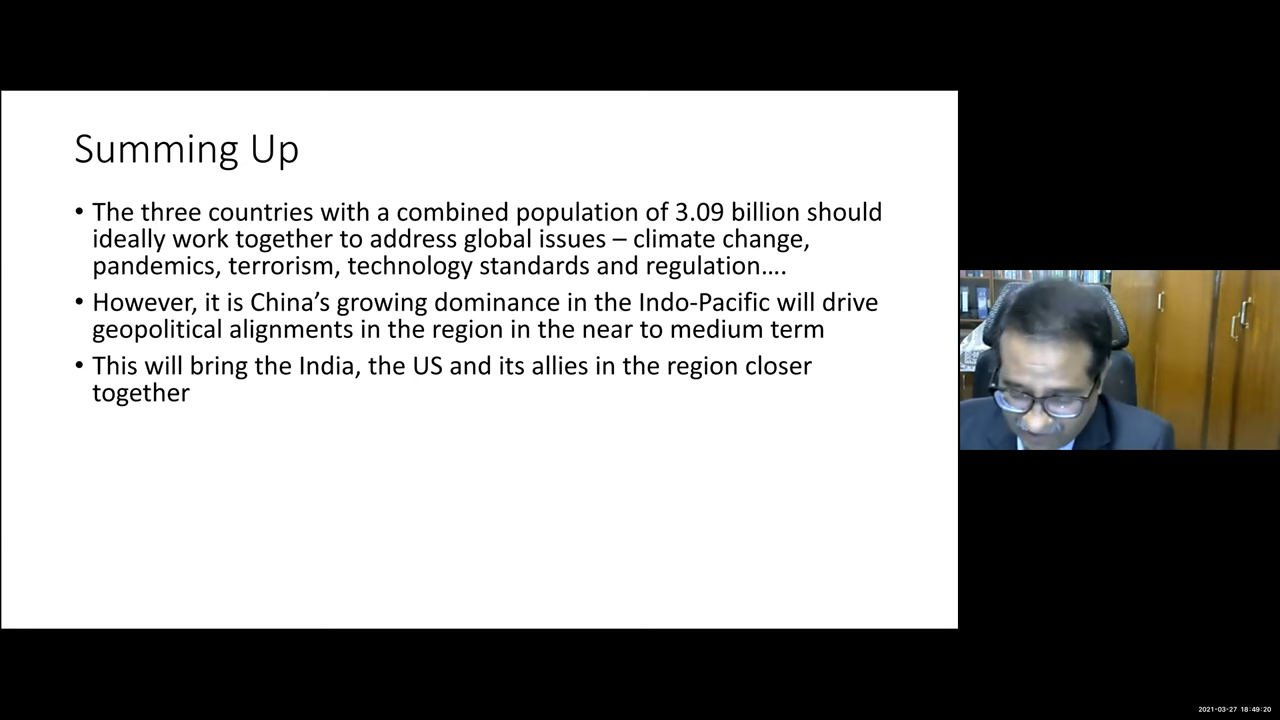 Summing Up
• The three countries with a combined population of 3.09 billion should
ideally work together to address global issues – climate change,
pandemics, terrorism, technology standards and regulation….
• However, it is China’s growing dominance in the Indo-Pacific will drive
geopolitical alignments in the region in the near to medium term
• This will bring the India, the US and its allies in the region closer
together
2021-03-27 18:49:20